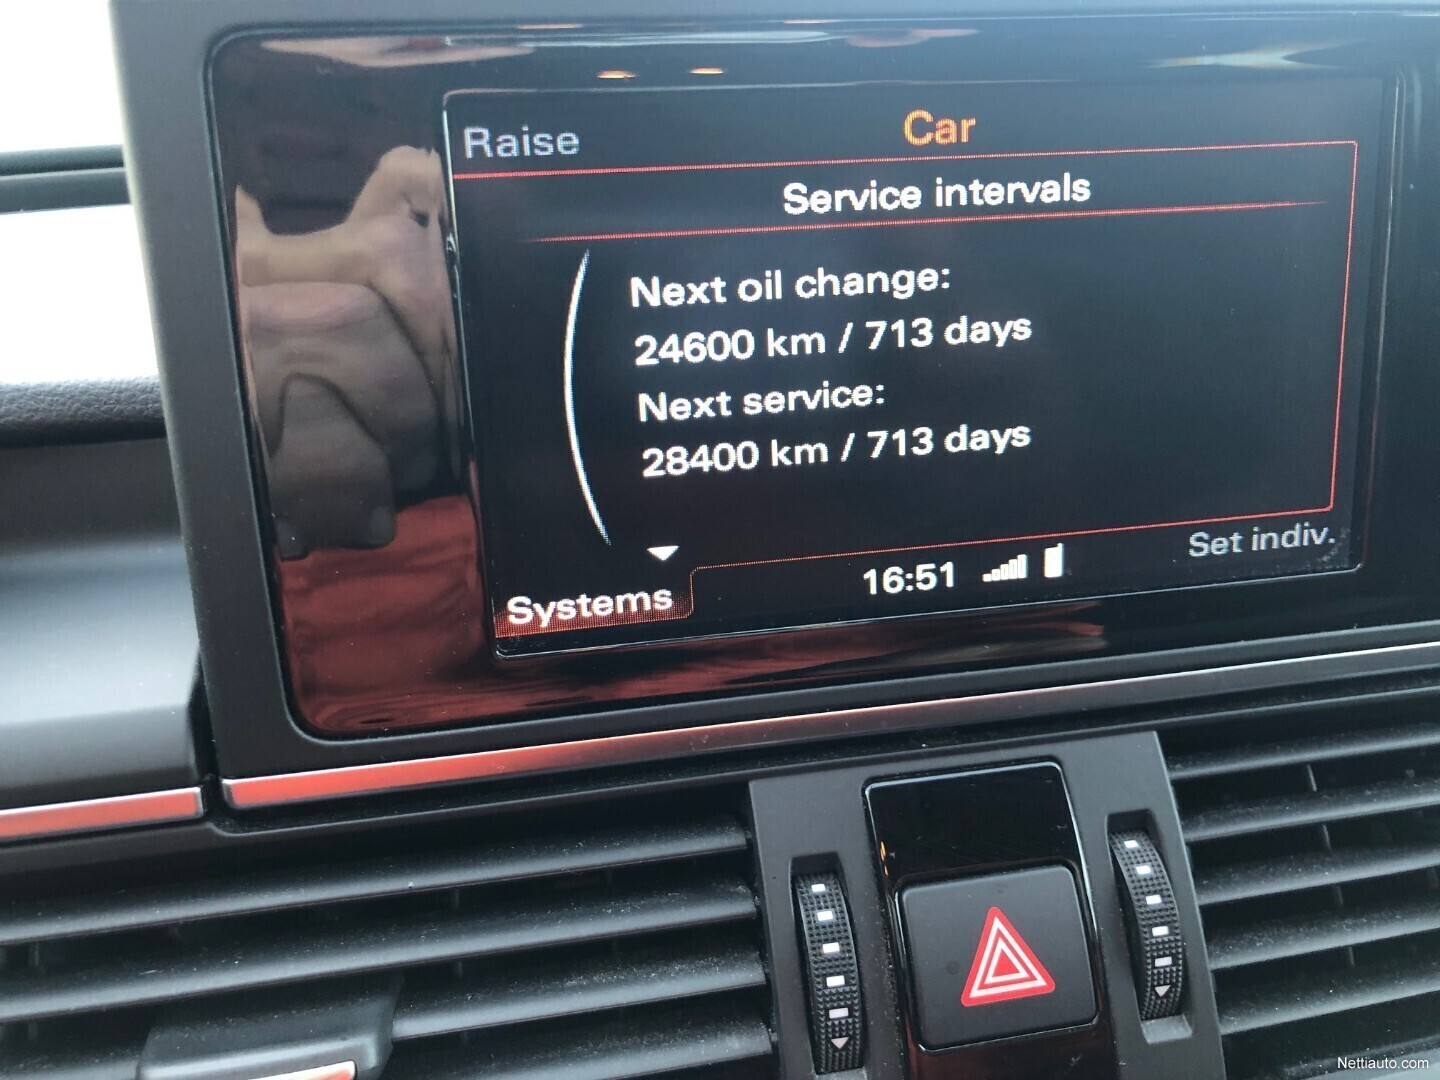 Raise
Car
Service intervals
Next oil change:
24600 km / 713 days
Next service:
28400 km / 713 days
Set indiv.
16:51
Systems
Nettiauto.com